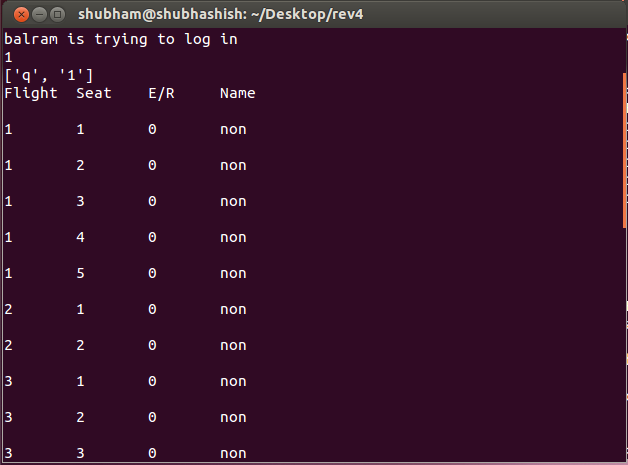 shubham@shubhashish: ~/Desktop/rev4
balram is trying to log in
1
['q', '1']
Flight Seat E/R Name
1 1 0 non
1 2 0 non
1 3 0 non
1 4 0 non
1 5 0 non
2 1 0 non
2 2 0 non
3 1 0 non
3 2 0 non
3 3 0 non